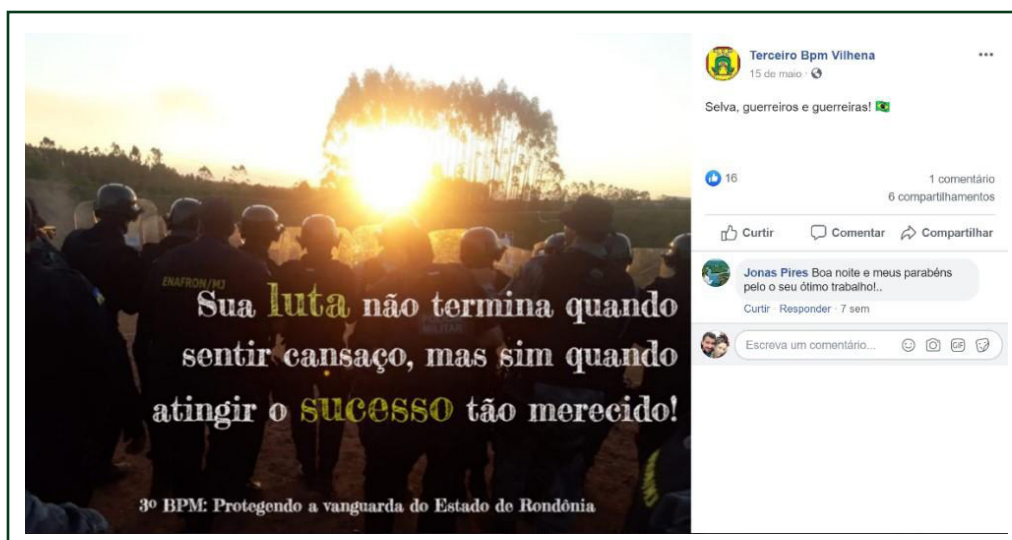 ENAFRON/MJ
MILITAR
Sua luta não termina quando
sentir cansaço, mas sim quando
atingir o sucesso tão merecido!
3º BPM: Protegendo a vanguarda do Estado de Rondônia
Terceiro Bpm Vilhena
15 de maio
Selva, guerreiros e guerreiras!
16
1 comentário
6 compartilhamentos
Curtir
Comentar
Compartilhar
Jonas Pires Boa noite e meus parabéns
pelo o seu ótimo trabalho!..
Curtir · Responder · 7 sem
Escreva um comentário...
GIF